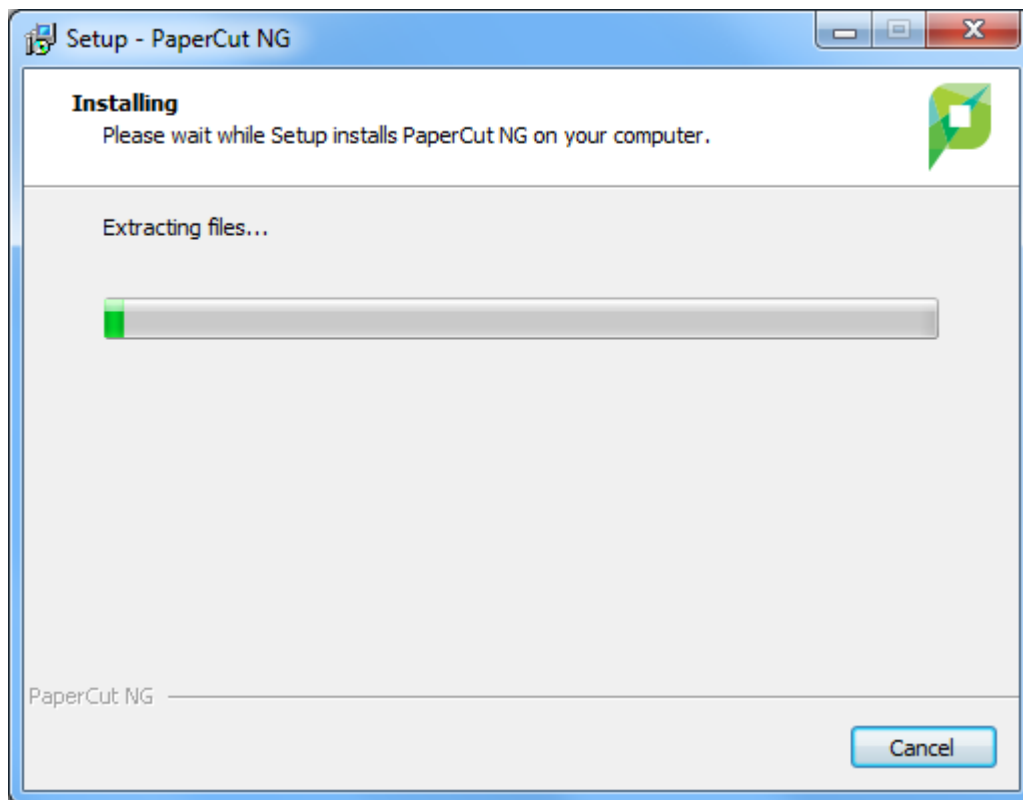 Setup - PaperCut NG
Installing
Please wait while Setup installs PaperCut NG on your computer.
Extracting files...
PaperCut NG
Cancel